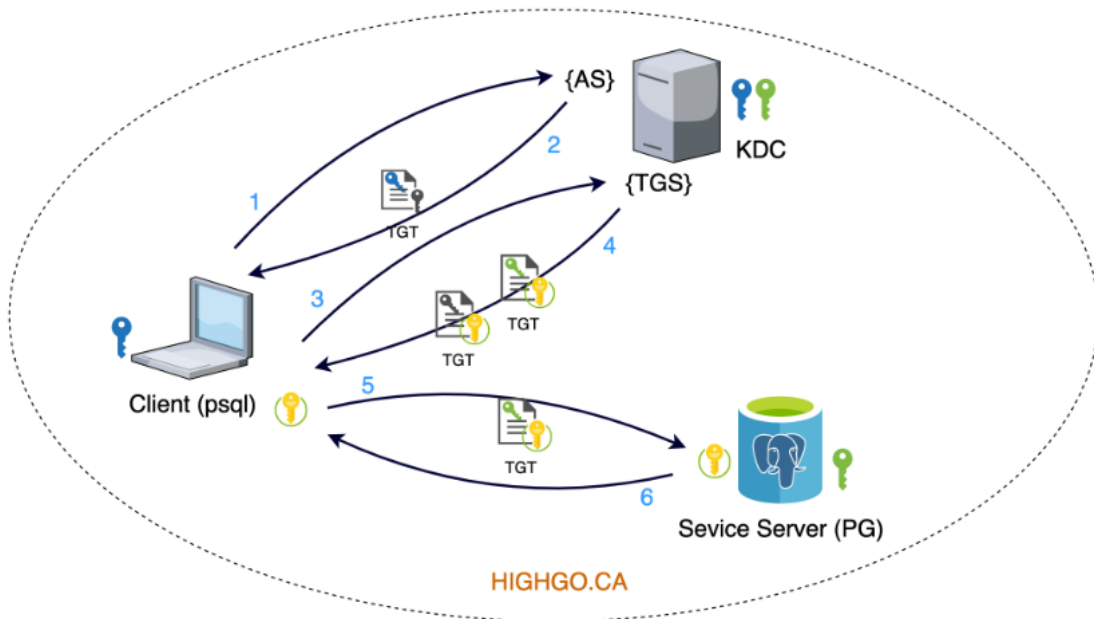 {AS}
KDC
2
1
TGT
{TGS}
4
3
TGT
TGT
5
Client (psql)
TGT
6
Sevice Server (PG)
HIGHGO.CA